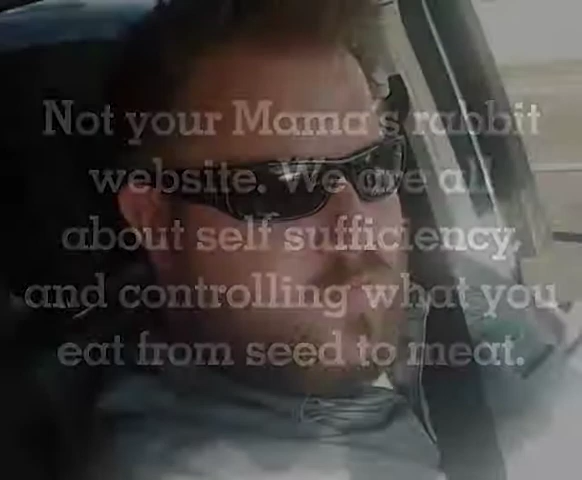 Not your Mama's rabbit
website. We are all
about self sufficiency,
and controlling what you
eat from seed to meat.